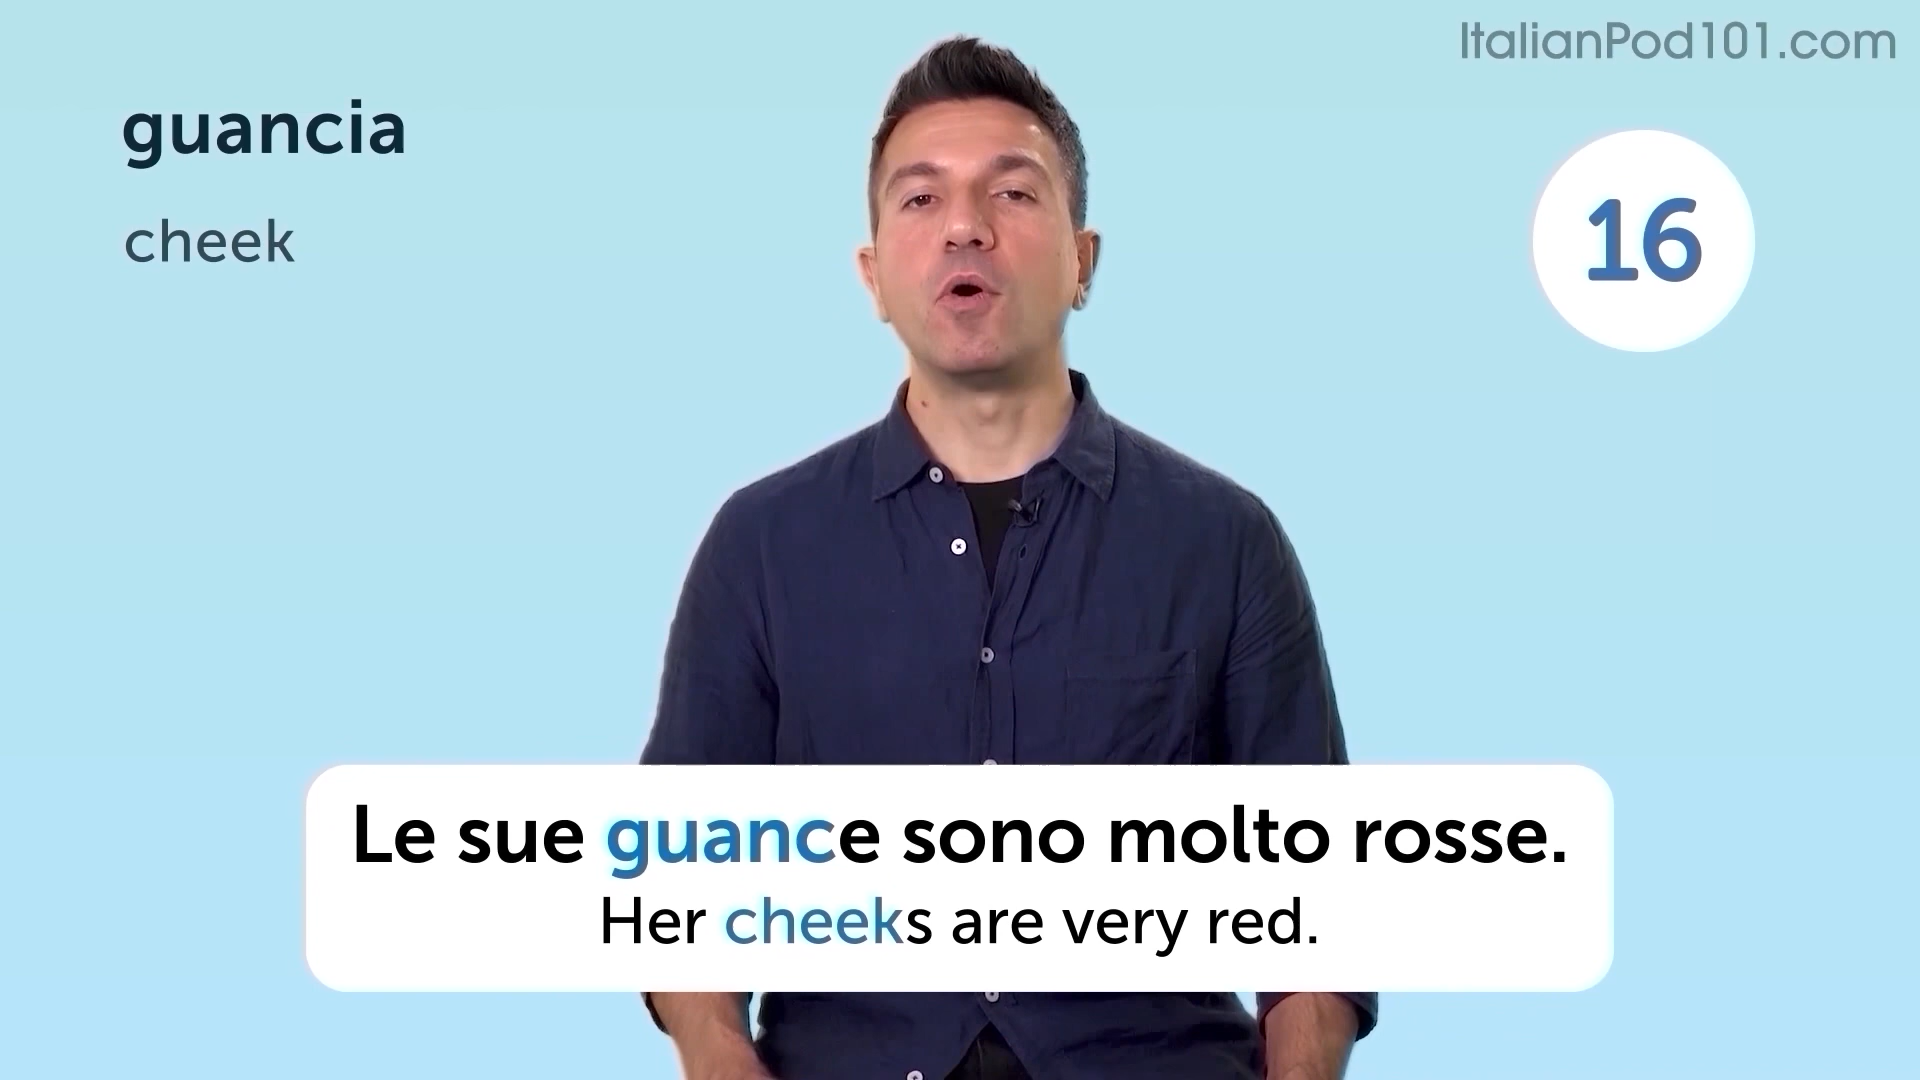 ItalianPod101.com
guancia
cheek
16
Le sue guance sono molto rosse.
Her cheeks are very red.